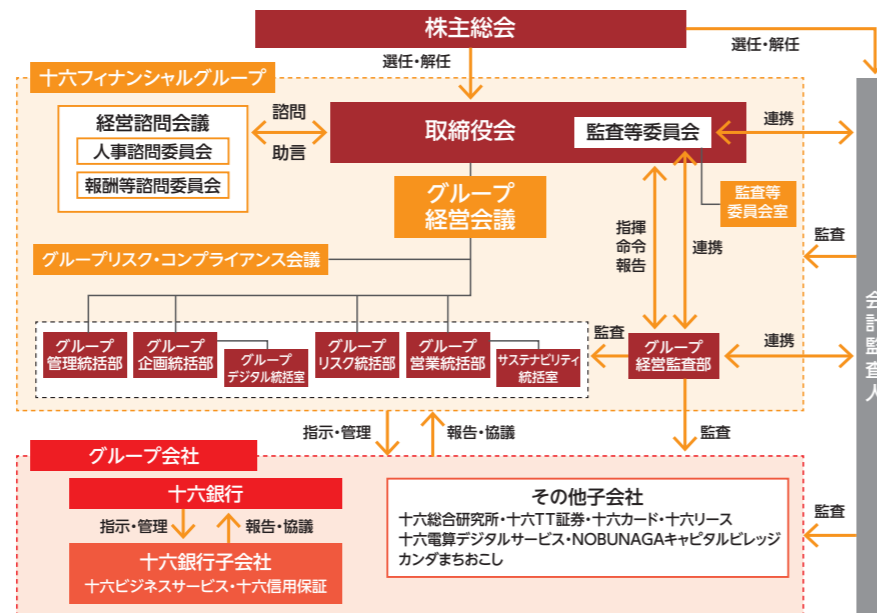 株主総会
選任・解任
選任・解任
十六フィナンシャルグループ
経営諮問会議
人事諮問委員会
報酬等諮問委員会
諮問
助言
取締役会
監査等委員会
連携
グループ
経営会議
監査等
委員会室
指揮
命令
報告
連携
監査
グループリスク・コンプライアンス会議
会計監査人
グループ
管理統括部
グループ
企画統括部
グループ
デジタル統括室
グループ
リスク統括部
グループ
営業統括部
サステナビリティ
統括室
監査
グループ
経営監査部
連携
指示・管理
報告・協議
監査
グループ会社
十六銀行
指示・管理
報告・協議
十六銀行子会社
十六ビジネスサービス・十六信用保証
その他子会社
十六総合研究所・十六TT証券・十六カード・十六リース
十六電算デジタルサービス・NOBUNAGAキャピタルビレッジ
カンダまちおこし
監査